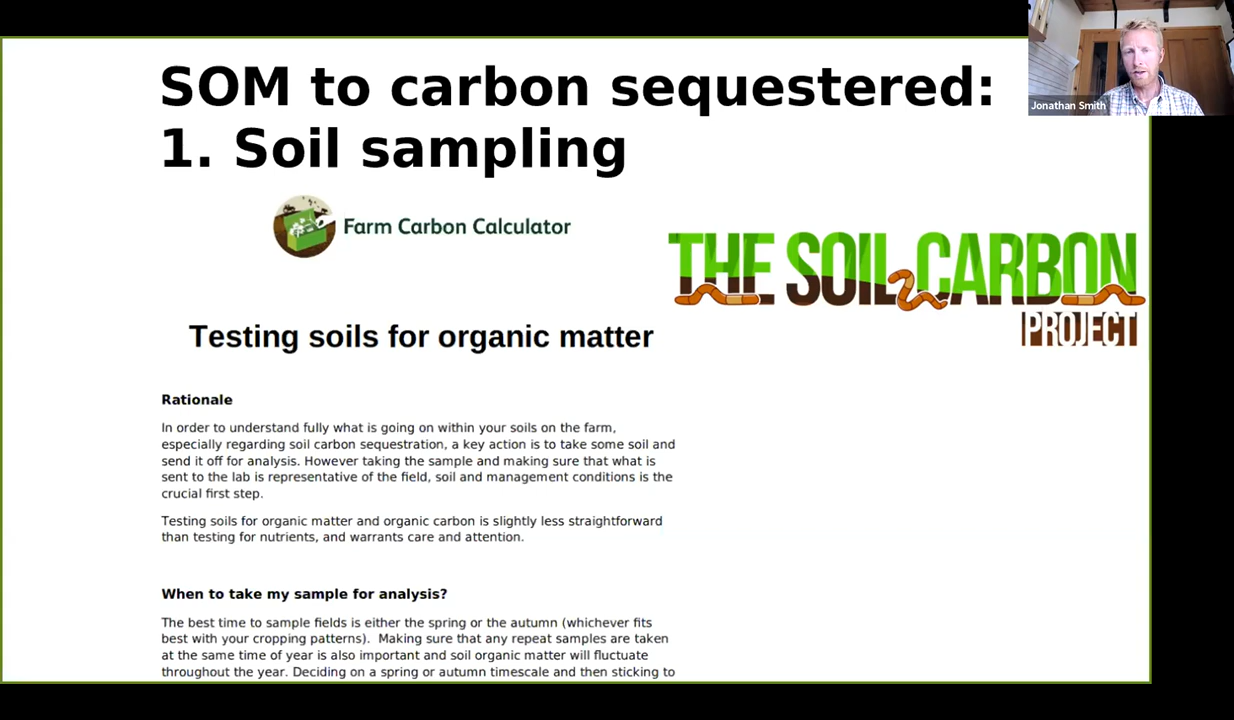 SOM to carbon sequestered:
1. Soil sampling
Jonathan Smith
Farm Carbon Calculator
THE SOIL CARBON
PROJECT
Testing soils for organic matter
Rationale
In order to understand fully what is going on within your soils on the farm,
especially regarding soil carbon sequestration, a key action is to take some soil and
send it off for analysis. However taking the sample and making sure that what is
sent to the lab is representative of the field, soil and management conditions is the
crucial first step.
Testing soils for organic matter and organic carbon is slightly less straightforward
than testing for nutrients, and warrants care and attention.
When to take my sample for analysis?
The best time to sample fields is either the spring or the autumn (whichever fits
best with your cropping patterns).  Making sure that any repeat samples are taken
at the same time of year is also important and soil organic matter will fluctuate
throughout the year. Deciding on a spring or autumn timescale and then sticking to